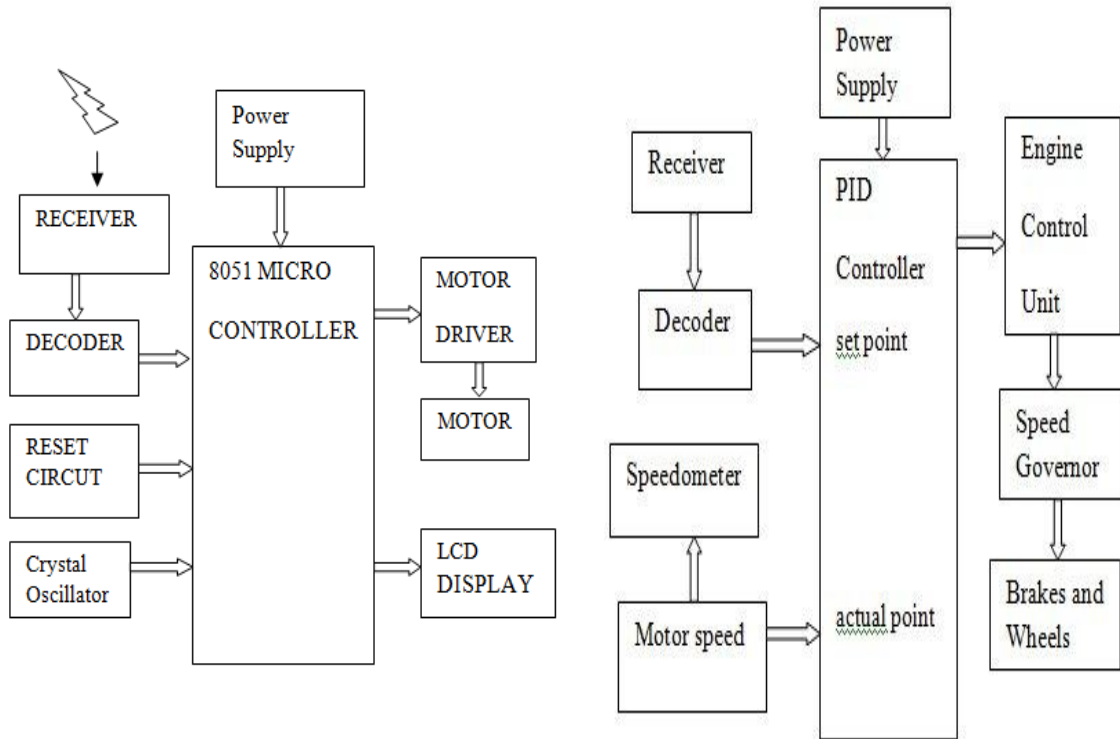 Power
Supply
RECEIVER
8051 MICRO
CONTROLLER
DECODER
MOTOR
DRIVER
MOTOR
RESET
CIRCUT
Crystal
Oscillator
LCD
DISPLAY
Power
Supply
Receiver
PID
Controller
set point
actual point
Decoder
Speedometer
Motor speed
Engine
Control
Unit
Speed
Governor
Brakes and
Wheels